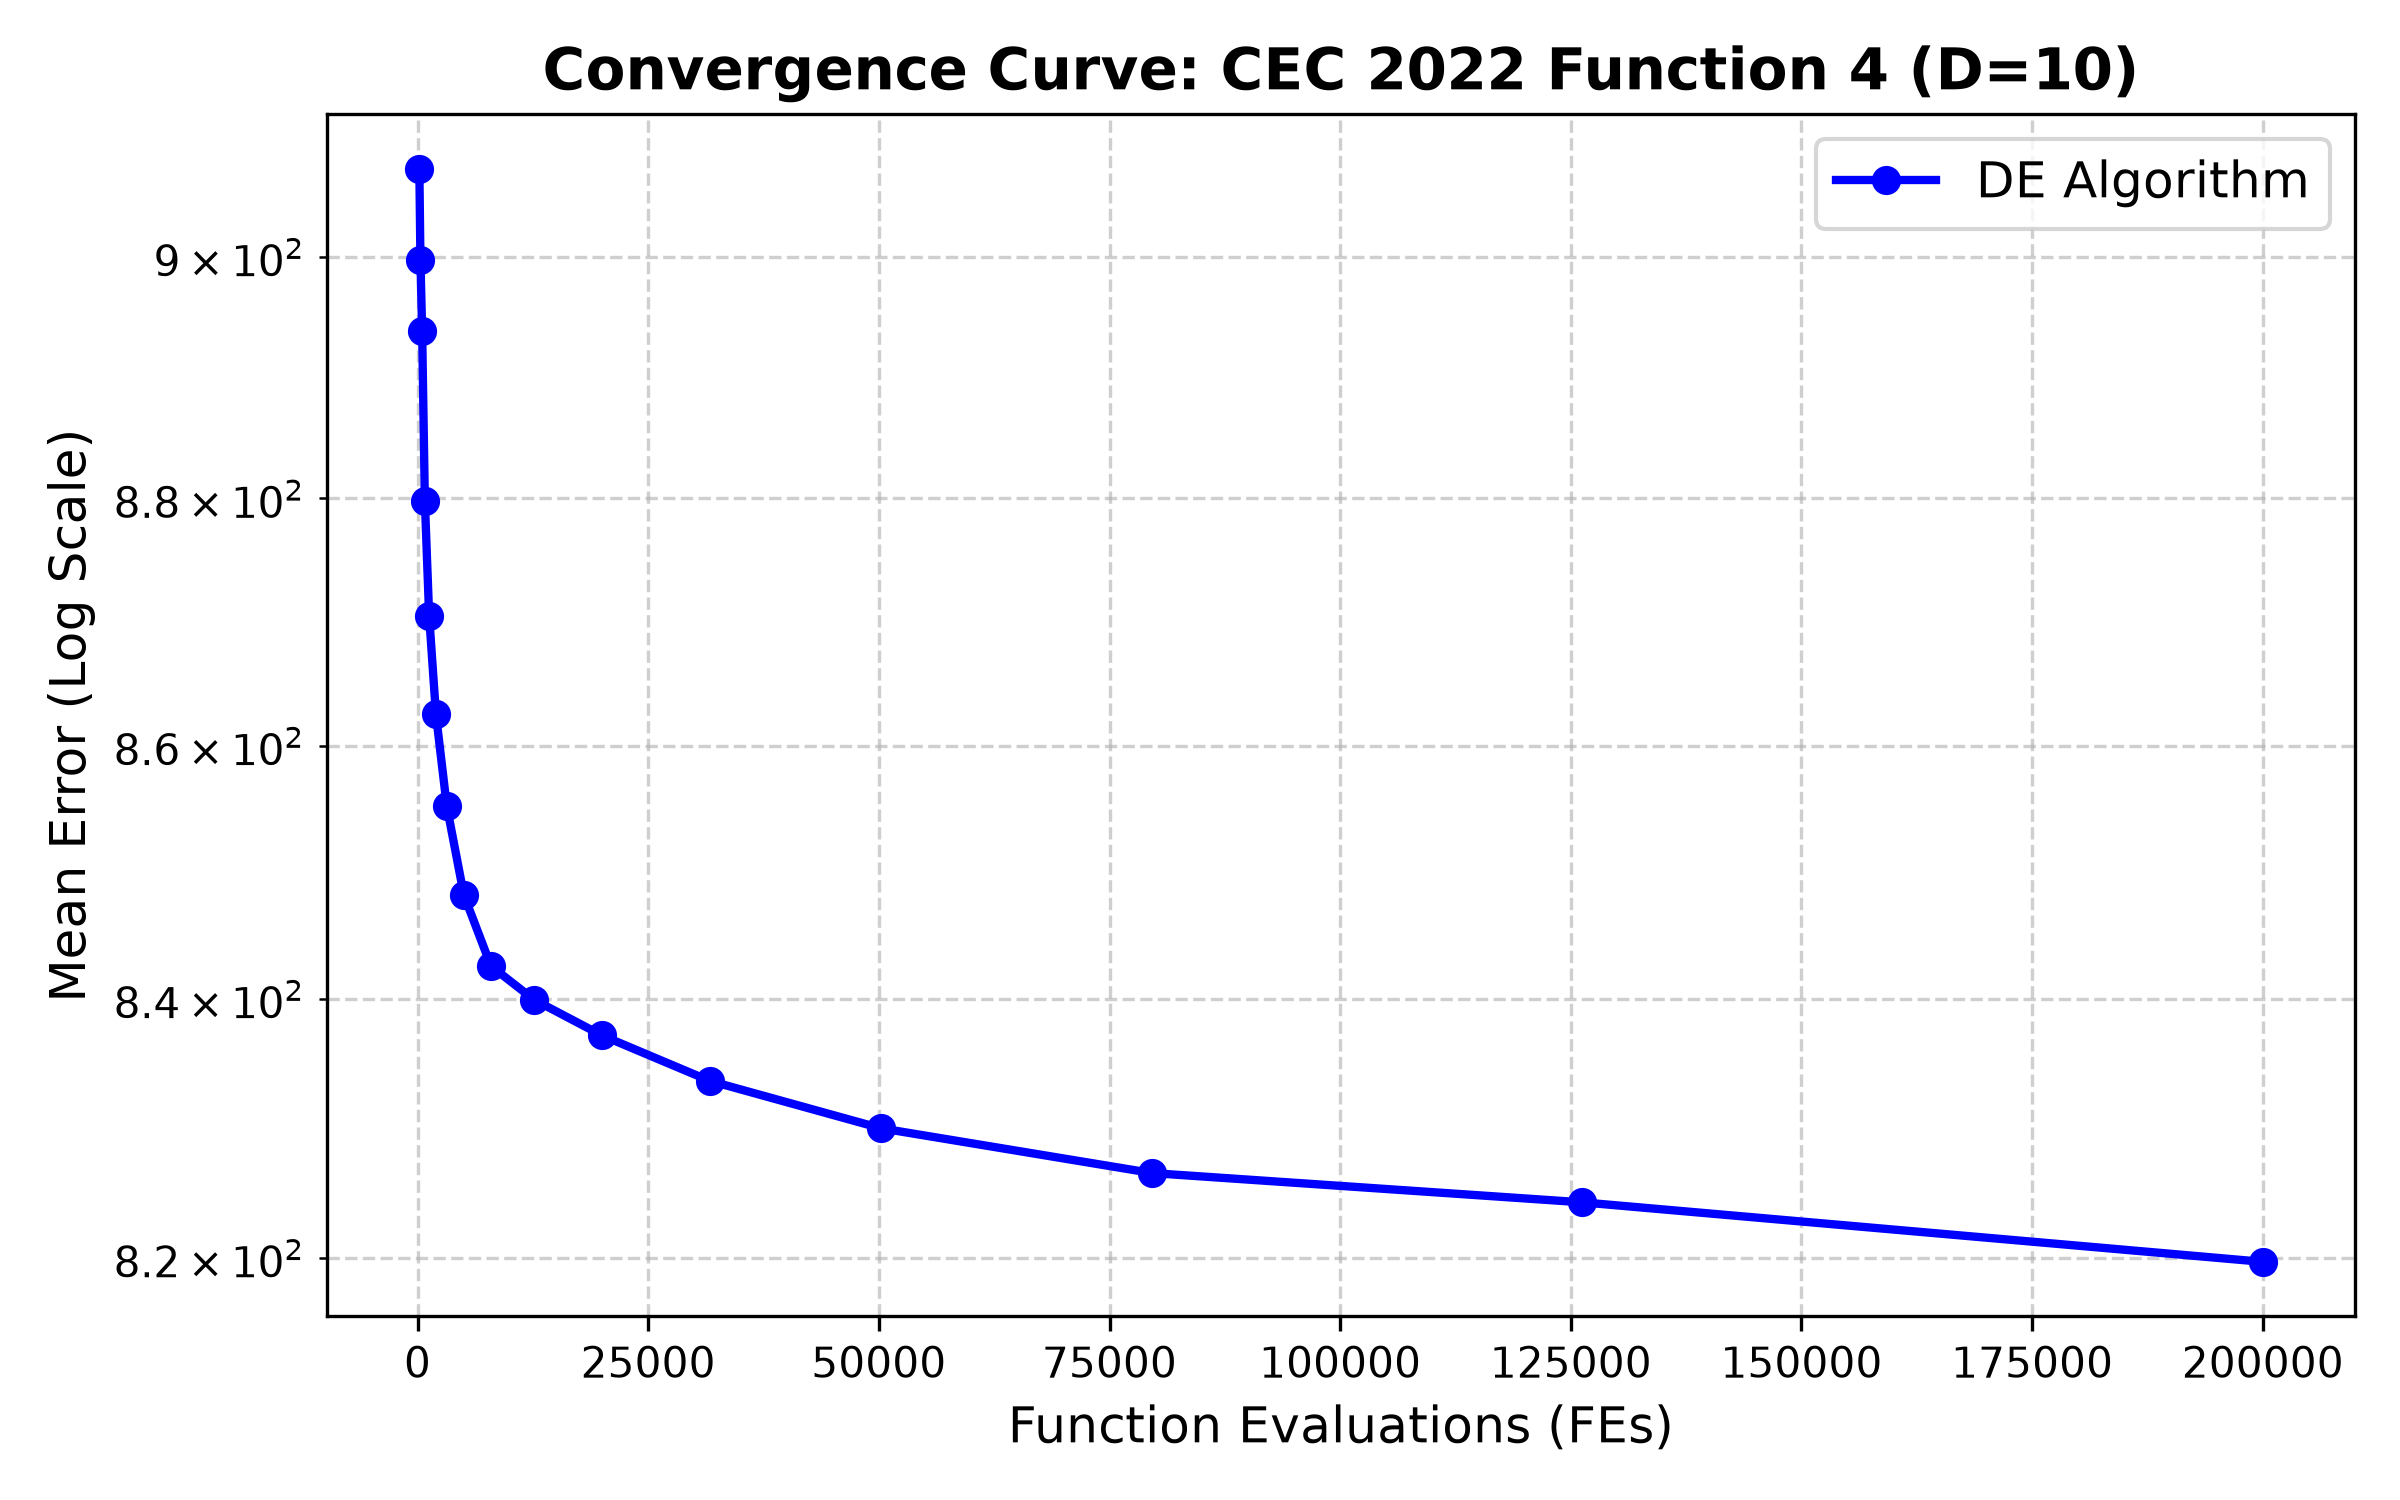 Convergence Curve: CEC 2022 Function 4 (D=10)
DE Algorithm
Mean Error (Log Scale)
9 × 10²
8.8 × 10²
8.6 × 10²
8.4 × 10²
8.2 × 10²
0 25000 50000 75000 100000 125000 150000 175000 200000
Function Evaluations (FEs)